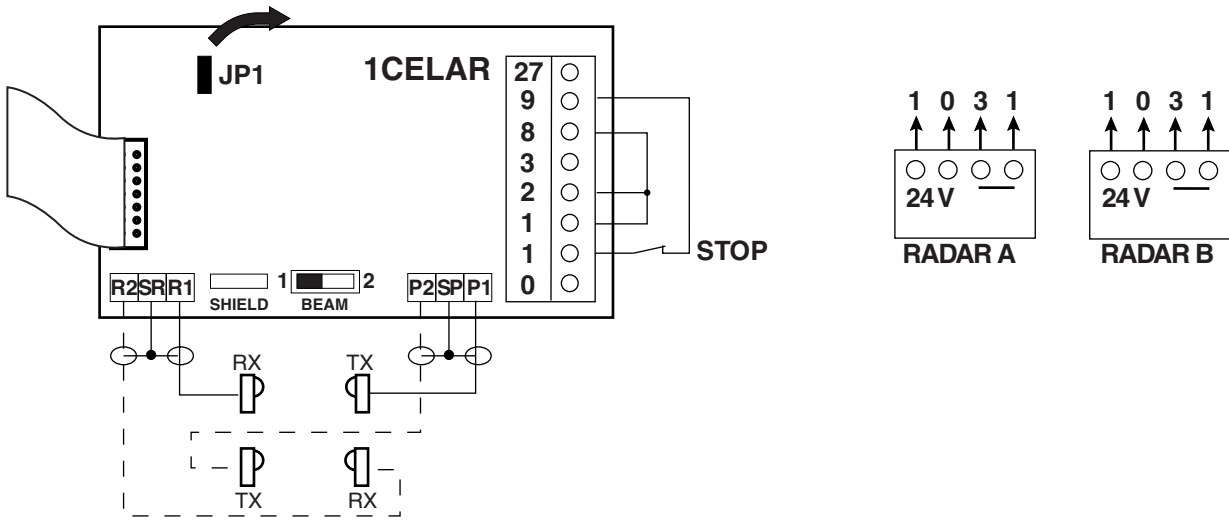 JP1
1CELAR
27
9
8
3
2
1
1
0
STOP
R2 SR R1
SHIELD
1 2
BEAM
P2 SP P1
RX
TX
TX
RX
1 0 3 1
24 V
RADAR A
1 0 3 1
24 V
RADAR B